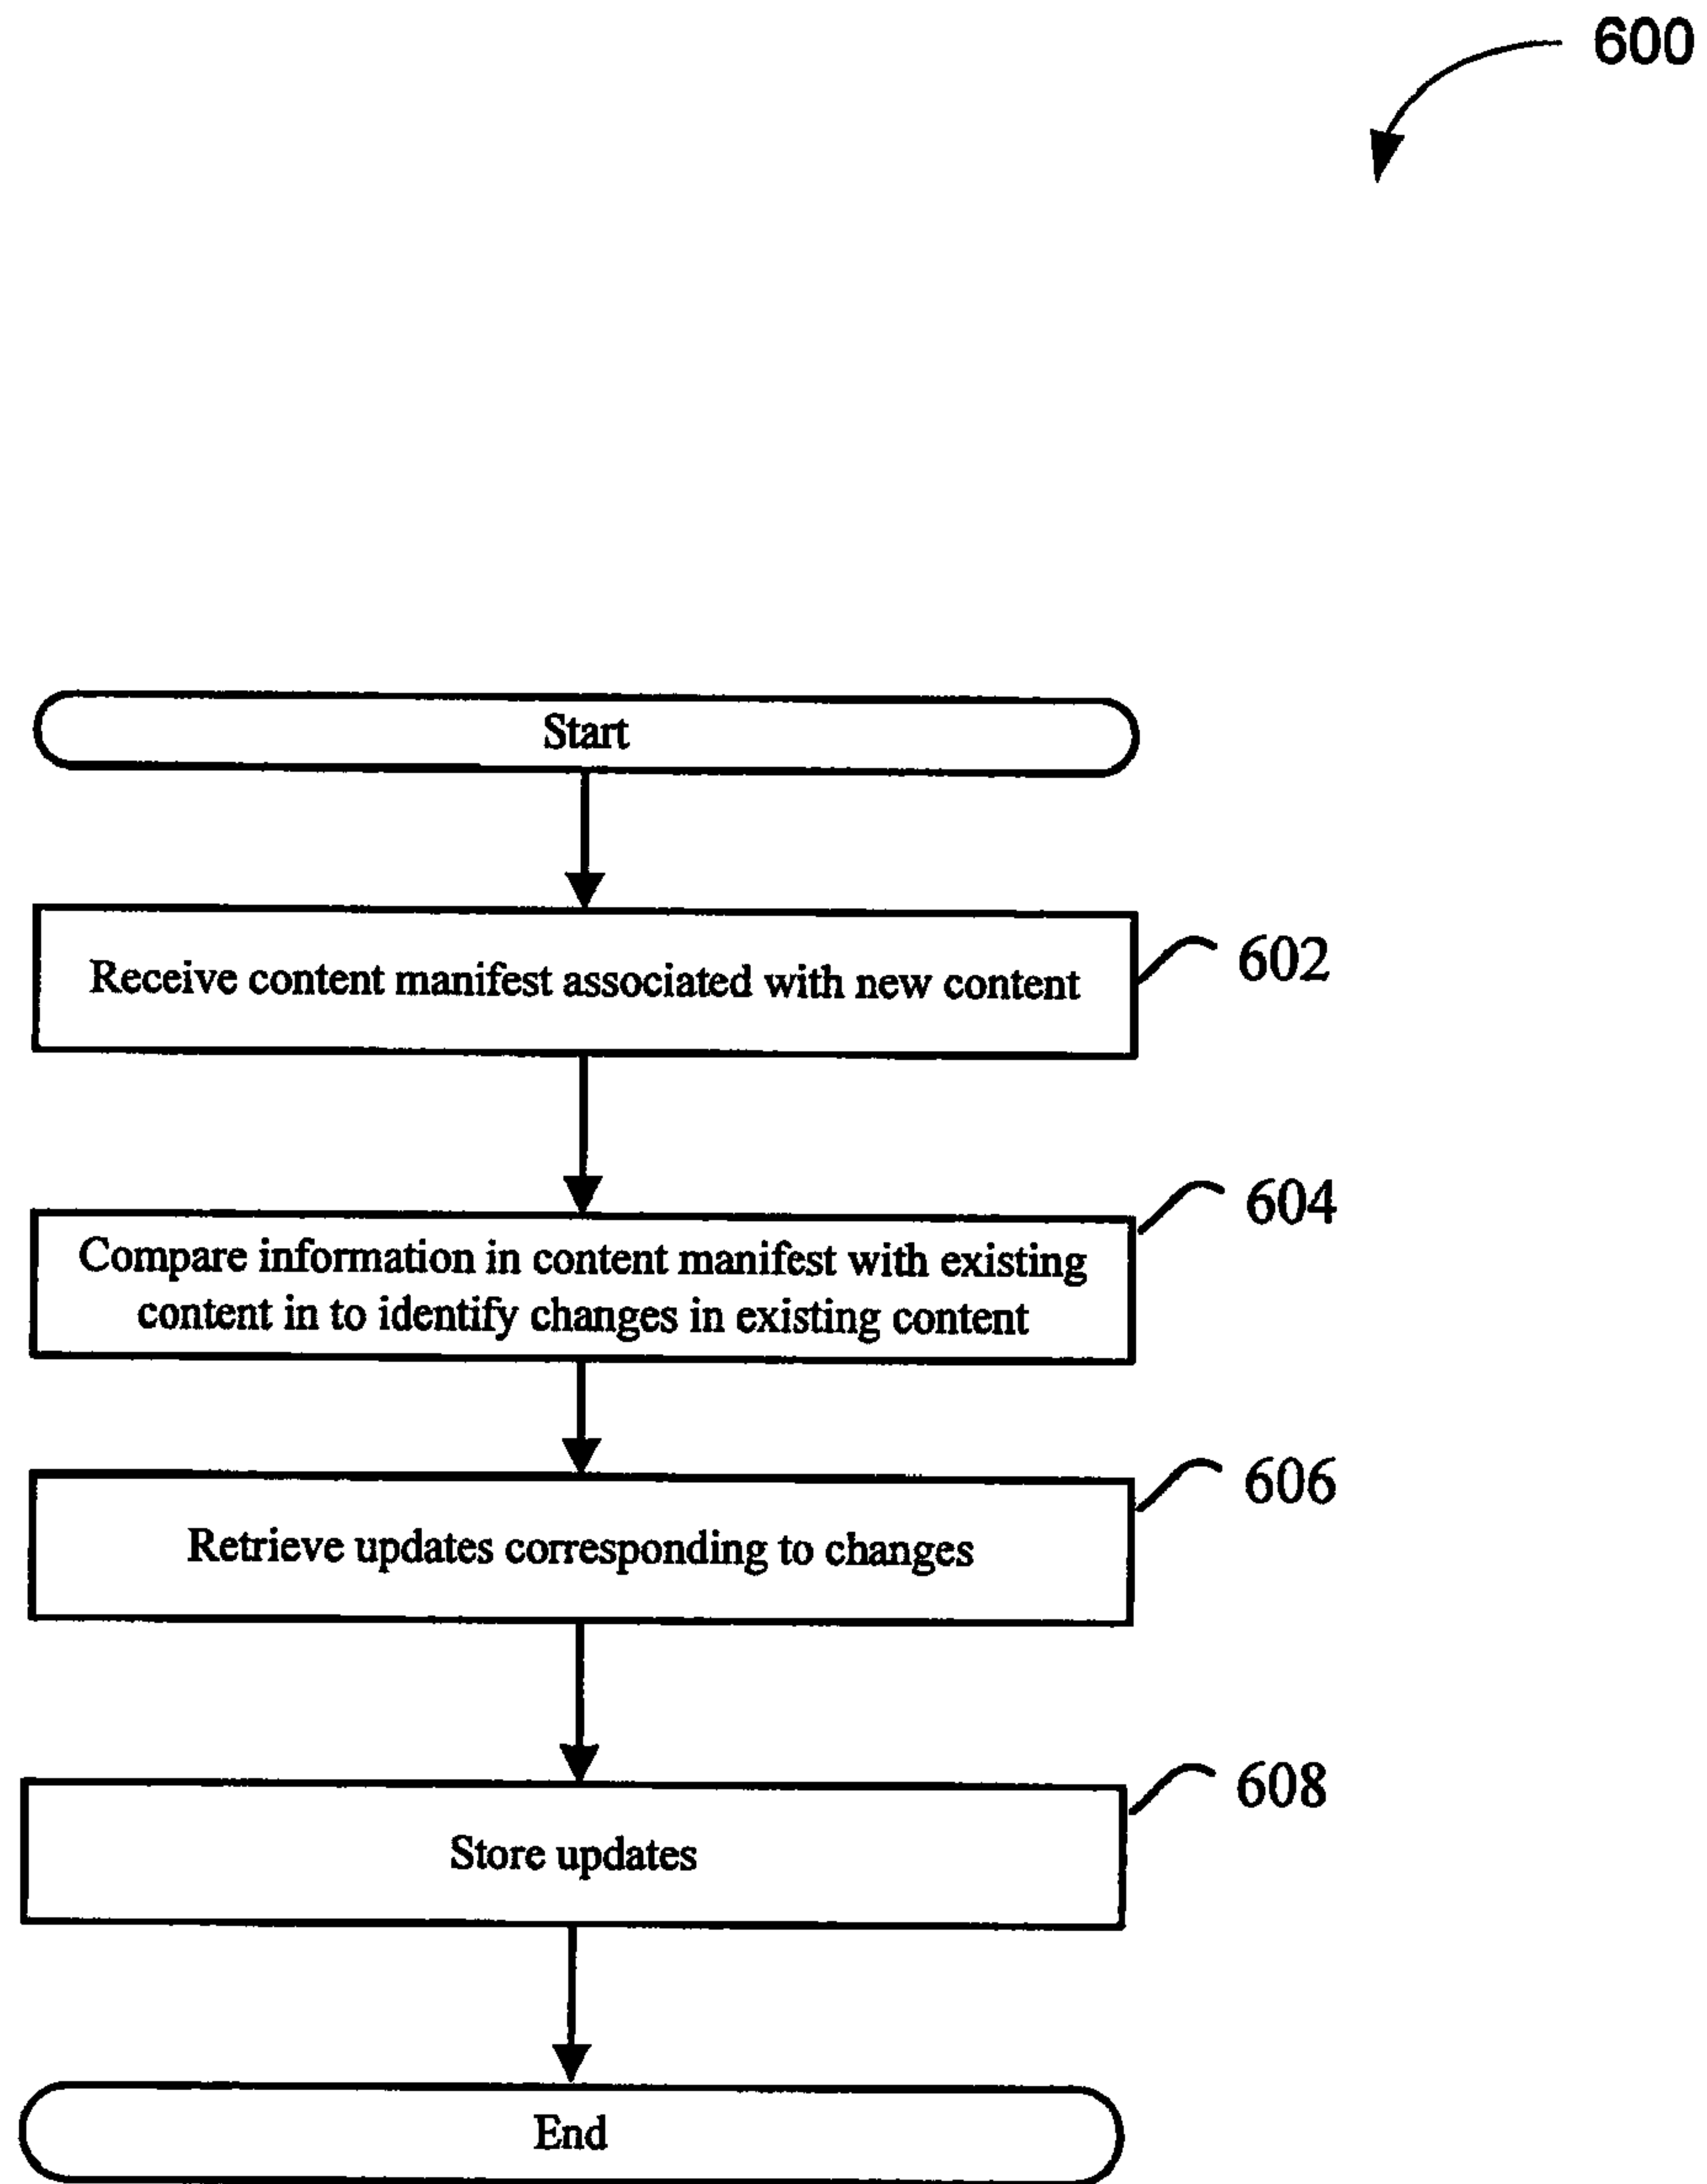 600
Start
Receive content manifest associated with new content
602
604
Compare information in content manifest with existing
content in to identify changes in existing content
606
Retrieve updates corresponding to changes
608
Store updates
End